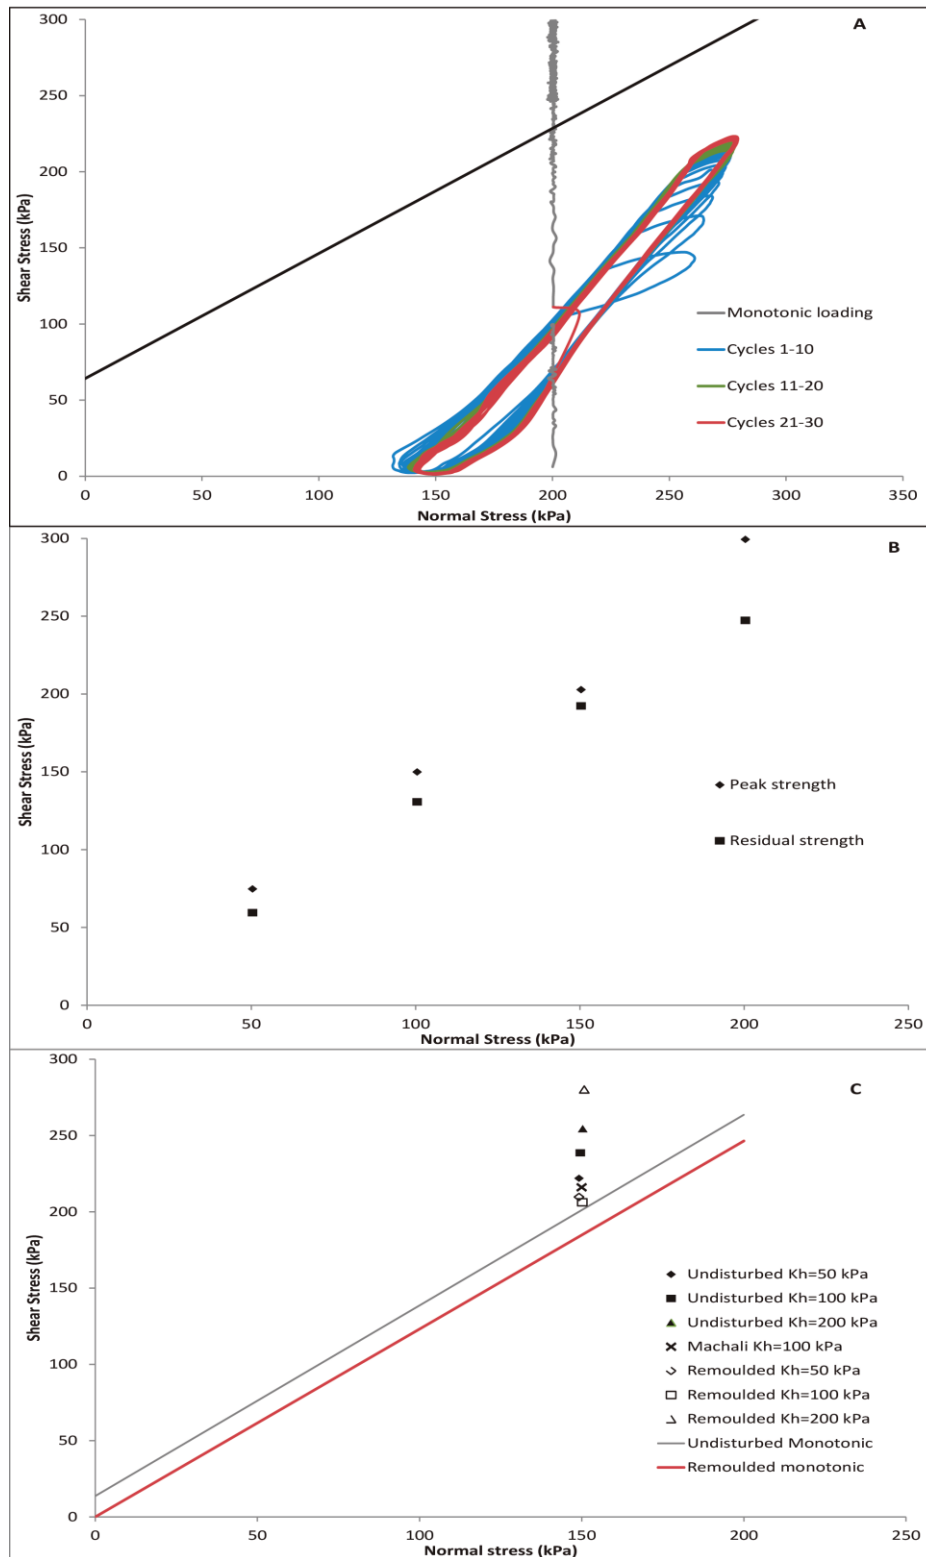 A
300
250
200
150
100
50
0
Shear Stress (kPa)
Monotonic loading
Cycles 1-10
Cycles 11-20
Cycles 21-30
0 50 100 150 200 250 300 350
Normal Stress (kPa)
B
300
250
200
150
100
50
0
Shear Stress (kPa)
Peak strength
Residual strength
0 50 100 150 200 250
Normal Stress (kPa)
C
300
250
200
150
100
50
0
Shear Stress (kPa)
Undisturbed Kh=50 kPa
Undisturbed Kh=100 kPa
Undisturbed Kh=200 kPa
Machali Kh=100 kPa
Remoulded Kh=50 kPa
Remoulded Kh=100 kPa
Remoulded Kh=200 kPa
Undisturbed Monotonic
Remoulded monotonic
0 50 100 150 200 250
Normal stress (kPa)